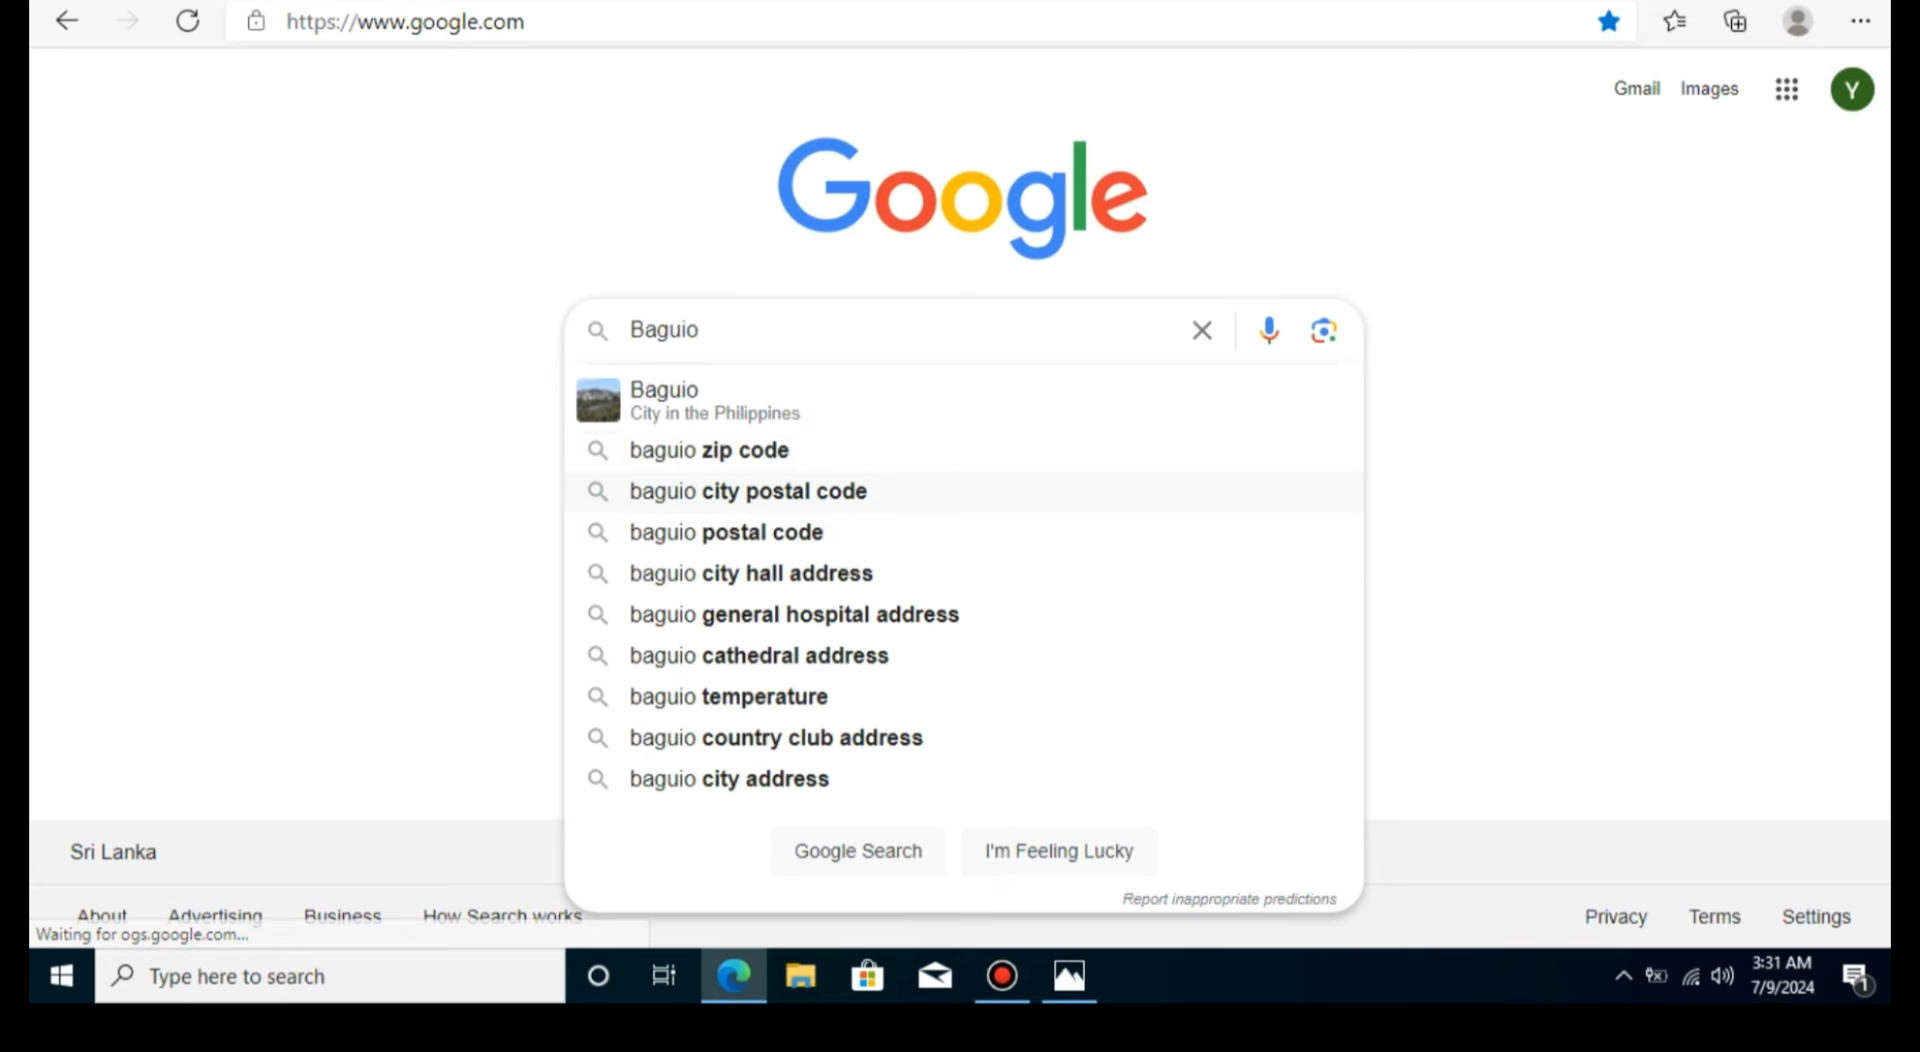 https://www.google.com
Gmail Images Y
Google
Baguio
Baguio
City in the Philippines
baguio zip code
baguio city postal code
baguio postal code
baguio city hall address
baguio general hospital address
baguio cathedral address
baguio temperature
baguio country club address
baguio city address
Google Search I'm Feeling Lucky
Report inappropriate predictions
Sri Lanka
About Advertising Business How Search works Privacy Terms Settings
Waiting for ogs.google.com...
Type here to search
3:31 AM
7/9/2024
1